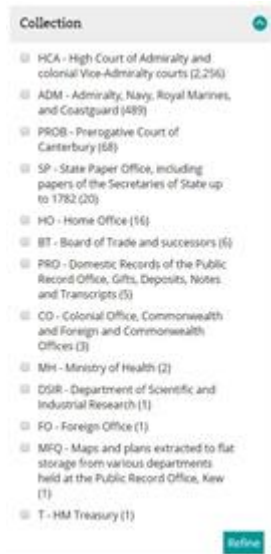 Collection
HCA - High Court of Admiralty and
colonial Vice-Admiralty courts (2,256)
ADM - Admiralty, Navy, Royal Marines,
and Coastguard (489)
PROB - Prerogative Court of
Canterbury (68)
SP - State Paper Office, including
papers of the Secretaries of State up
to 1782 (20)
HO - Home Office (16)
BT - Board of Trade and successors (6)
PRO - Domestic Records of the Public
Record Office, Gifts, Deposits, Notes
and Transcripts (5)
CO - Colonial Office, Commonwealth
and Foreign and Commonwealth
Offices (3)
MH - Ministry of Health (2)
DSIR - Department of Scientific and
Industrial Research (1)
FO - Foreign Office (1)
MFQ - Maps and plans extracted to flat
storage from various departments
held at the Public Record Office, Kew
(1)
T - HM Treasury (1)
Refine